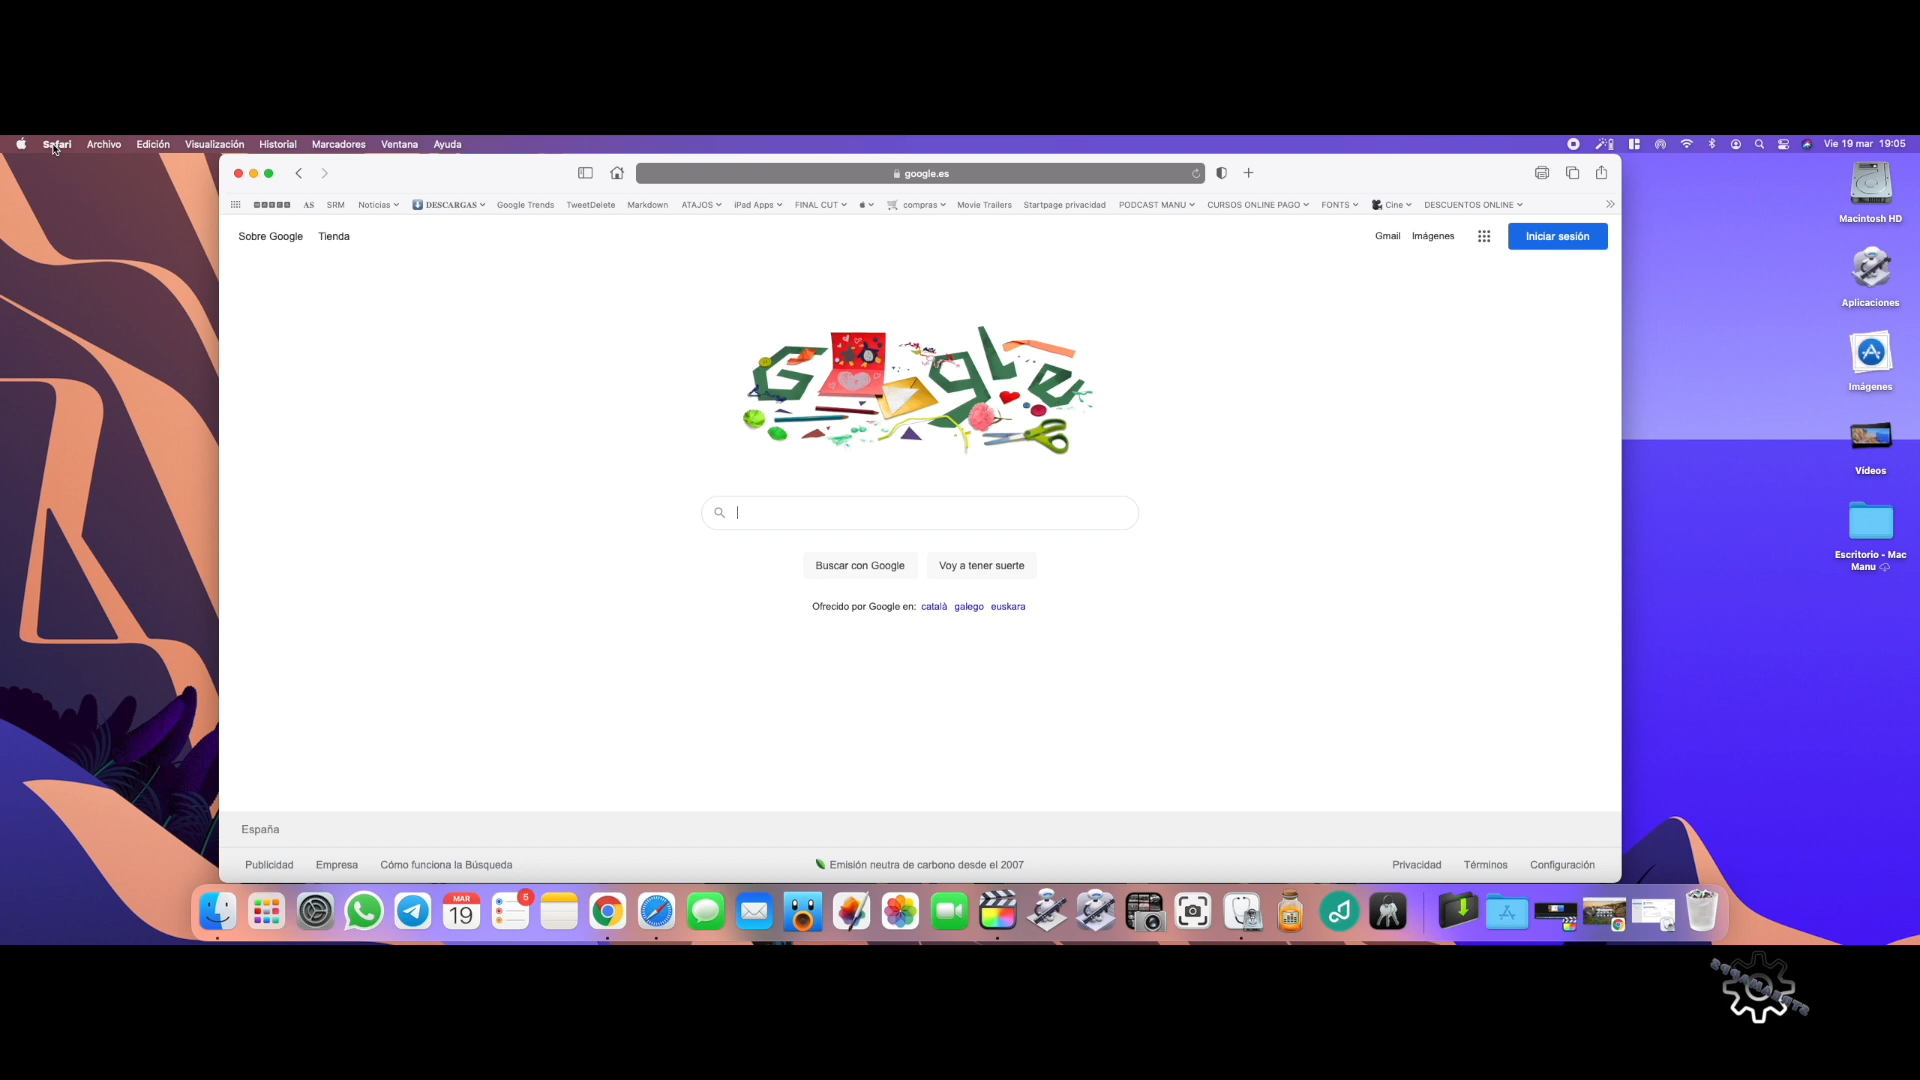 Safari Archivo Edición Visualización Historial Marcadores Ventana Ayuda Vie 19 mar 19:05
google.es
AS SRM Noticias DESCARGAS Google Trends TweetDelete Markdown ATAJOS iPad Apps FINAL CUT compras Movie Trailers Startpage privacidad PODCAST MANU CURSOS ONLINE PAGO FONTS Cine DESCUENTOS ONLINE
Sobre Google Tienda Gmail Imágenes Iniciar sesión
Google
Buscar con Google Voy a tener suerte
Ofrecido por Google en: català galego euskara
España
Publicidad Empresa Cómo funciona la Búsqueda Emisión neutra de carbono desde el 2007 Privacidad Términos Configuración
Macintosh HD
Aplicaciones
Imágenes
Vídeos
Escritorio - Mac
Manu
MAR
19
5